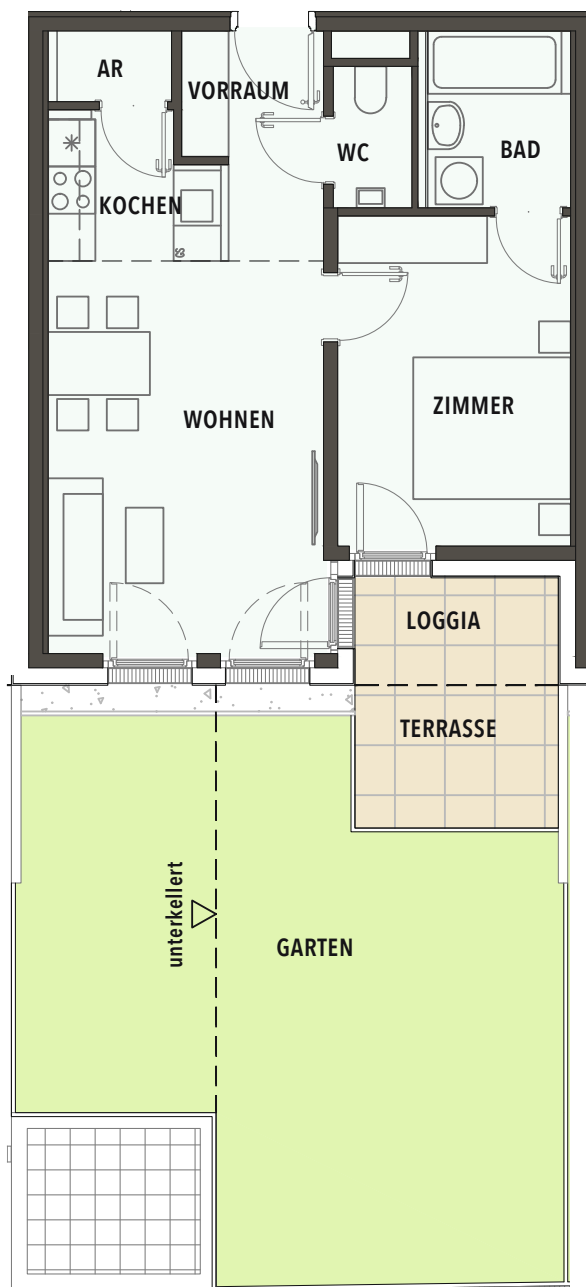 AR
VORRAUM
WC
BAD
KOCHEN
WOHNEN
ZIMMER
LOGGIA
TERRASSE
unterkellert
GARTEN